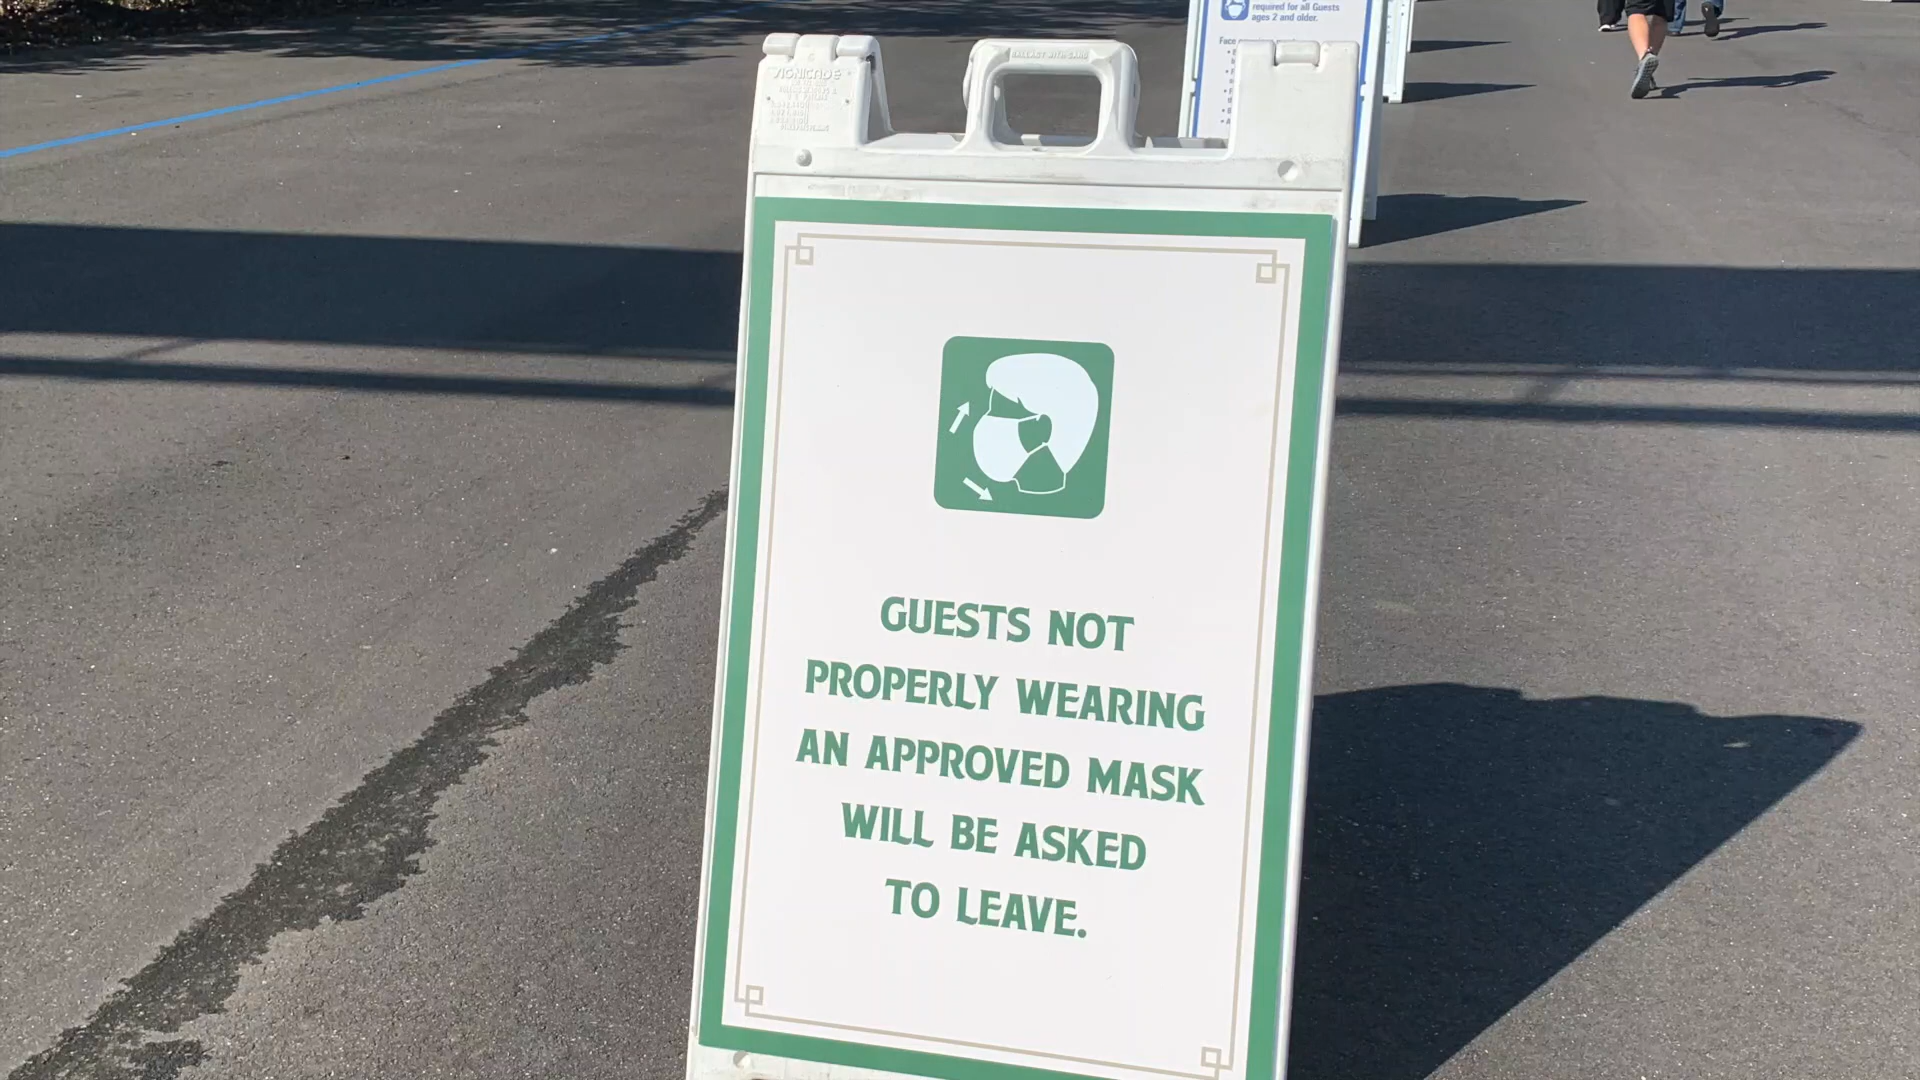 required for all Guests
ages 2 and older.
SIGNICADE
GUESTS NOT
PROPERLY WEARING
AN APPROVED MASK
WILL BE ASKED
TO LEAVE.